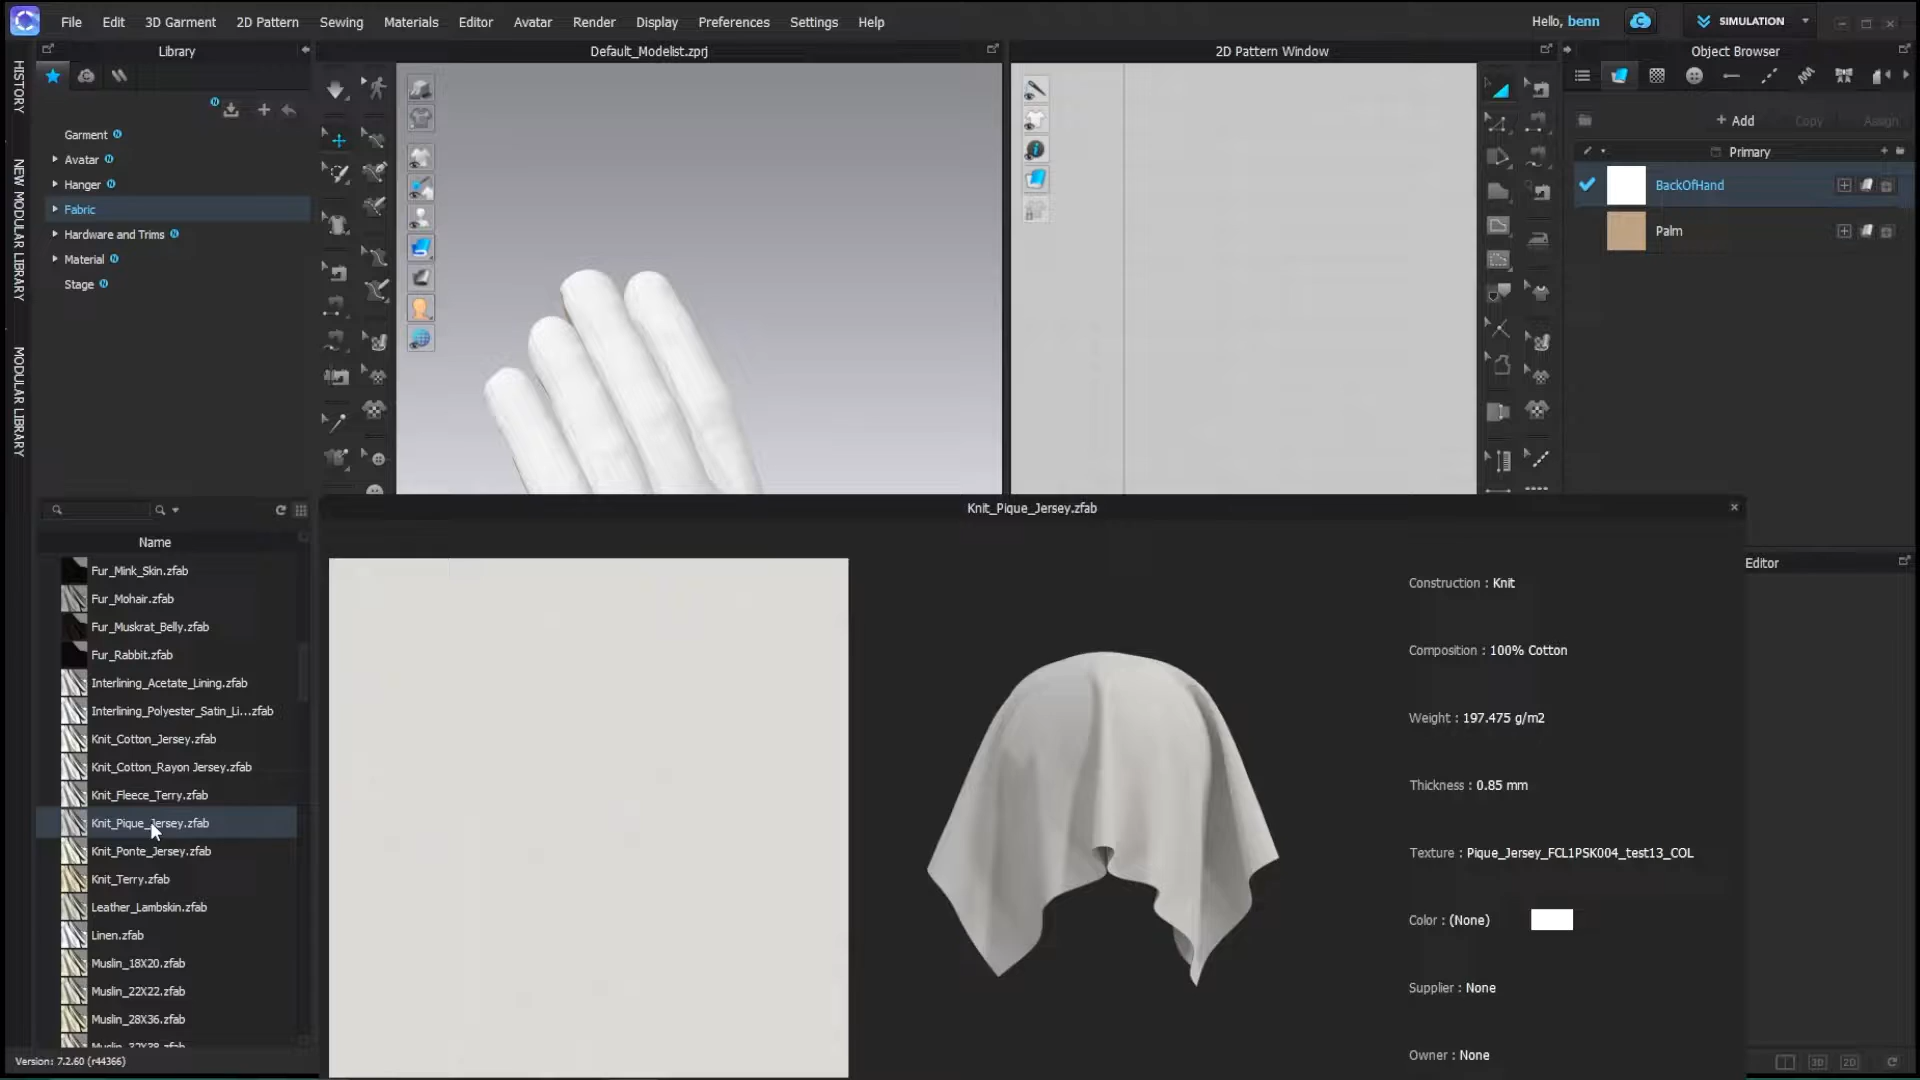 File Edit 3D Garment 2D Pattern Sewing Materials Editor Avatar Render Display Preferences Settings Help
Hello, benn
SIMULATION
Library
Default_Modelist.zprj
2D Pattern Window
Object Browser
HISTORY
NEW MODULAR LIBRARY
MODULAR LIBRARY
Garment
Avatar
Hanger
Fabric
Hardware and Trims
Material
Stage
+ Add Copy Assign
Primary
BackOfHand
Palm
Name
Fur_Mink_Skin.zfab
Fur_Mohair.zfab
Fur_Muskrat_Belly.zfab
Fur_Rabbit.zfab
Interlining_Acetate_Lining.zfab
Interlining_Polyester_Satin_Li...zfab
Knit_Cotton_Jersey.zfab
Knit_Cotton_Rayon Jersey.zfab
Knit_Fleece_Terry.zfab
Knit_Pique_Jersey.zfab
Knit_Ponte_Jersey.zfab
Knit_Terry.zfab
Leather_Lambskin.zfab
Linen.zfab
Muslin_18X20.zfab
Muslin_22X22.zfab
Muslin_28X36.zfab
Version: 7.2.60 (r44366)
Knit_Pique_Jersey.zfab
Construction : Knit
Composition : 100% Cotton
Weight : 197.475 g/m2
Thickness : 0.85 mm
Texture : Pique_Jersey_FCL1PSK004_test13_COL
Color : (None)
Supplier : None
Owner : None
Editor
3D 2D